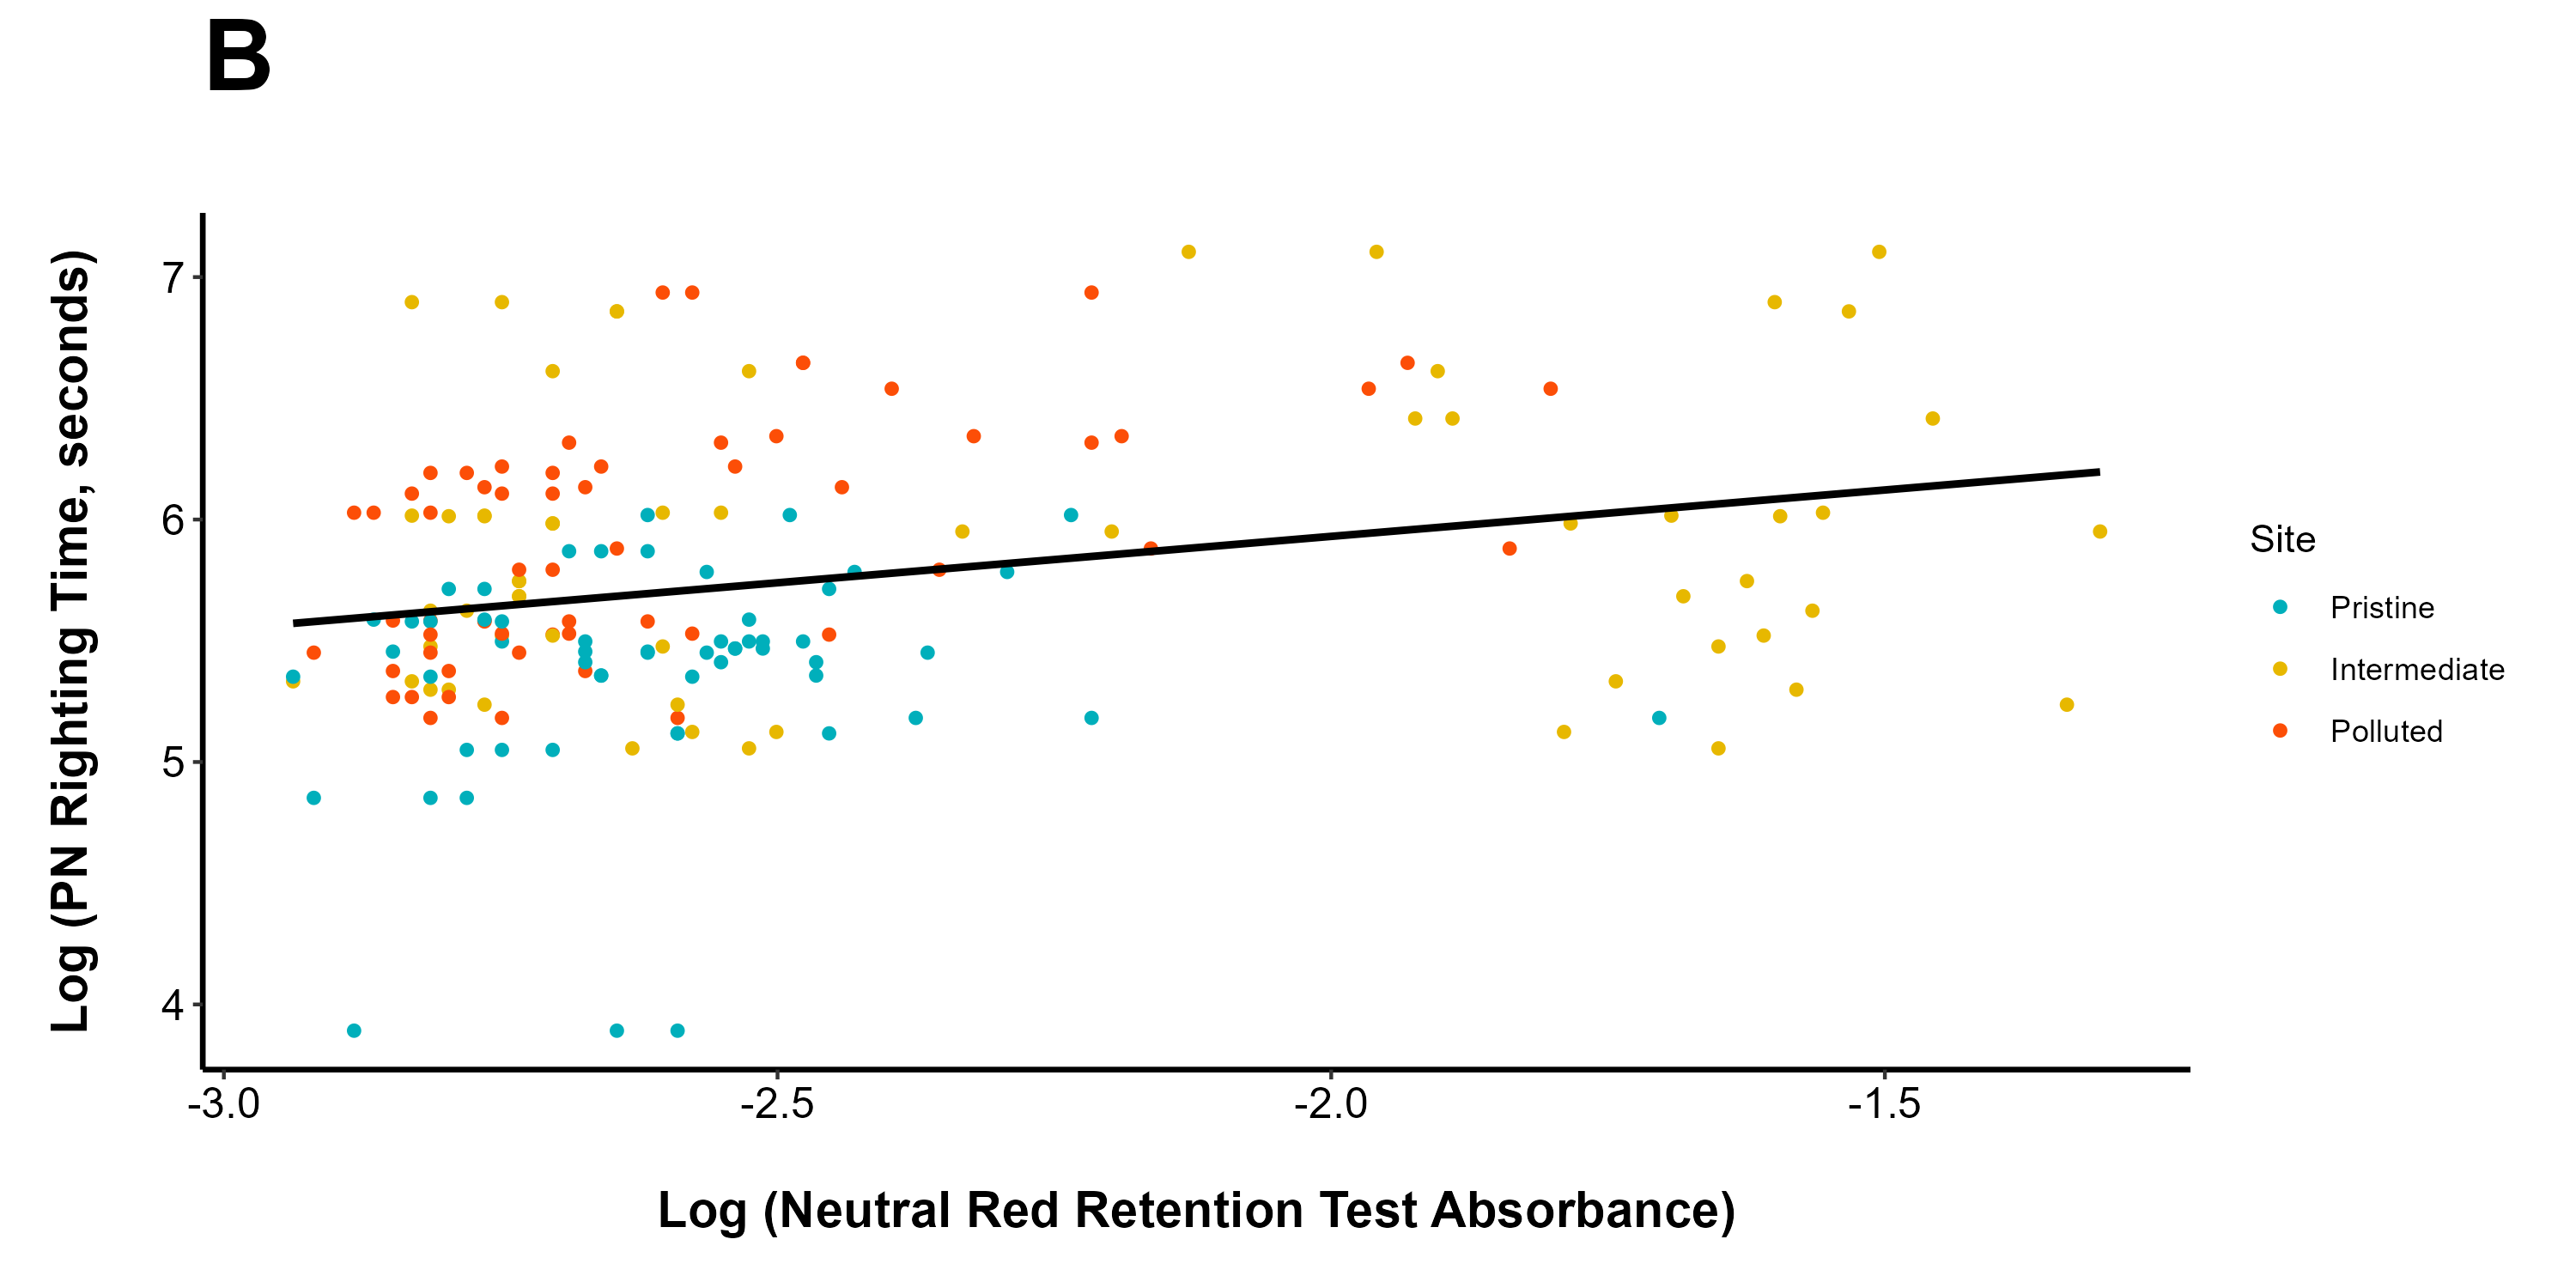 B
Log (PN Righting Time, seconds)
7
6
5
4
-3.0
-2.5
-2.0
-1.5
Log (Neutral Red Retention Test Absorbance)
Site
Pristine
Intermediate
Polluted